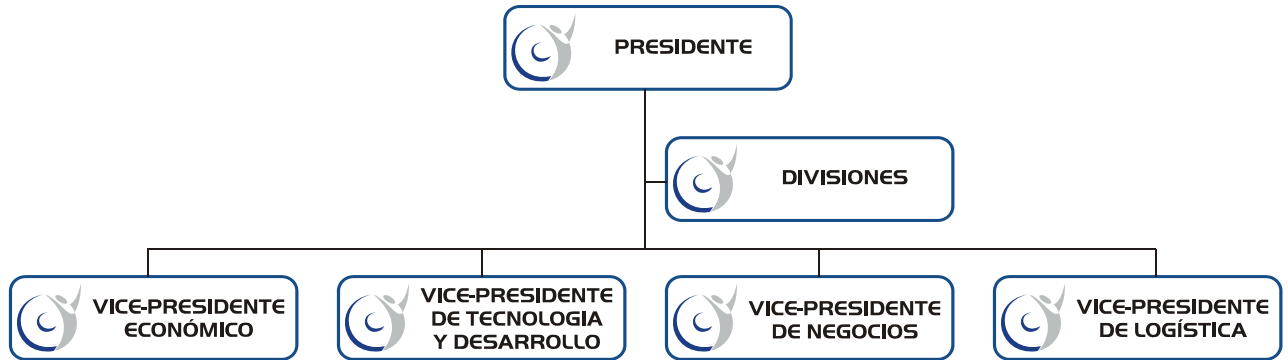 PRESIDENTE
DIVISIONES
VICE-PRESIDENTE
ECONÓMICO
VICE-PRESIDENTE
DE TECNOLOGIA
Y DESARROLLO
VICE-PRESIDENTE
DE NEGOCIOS
VICE-PRESIDENTE
DE LOGÍSTICA